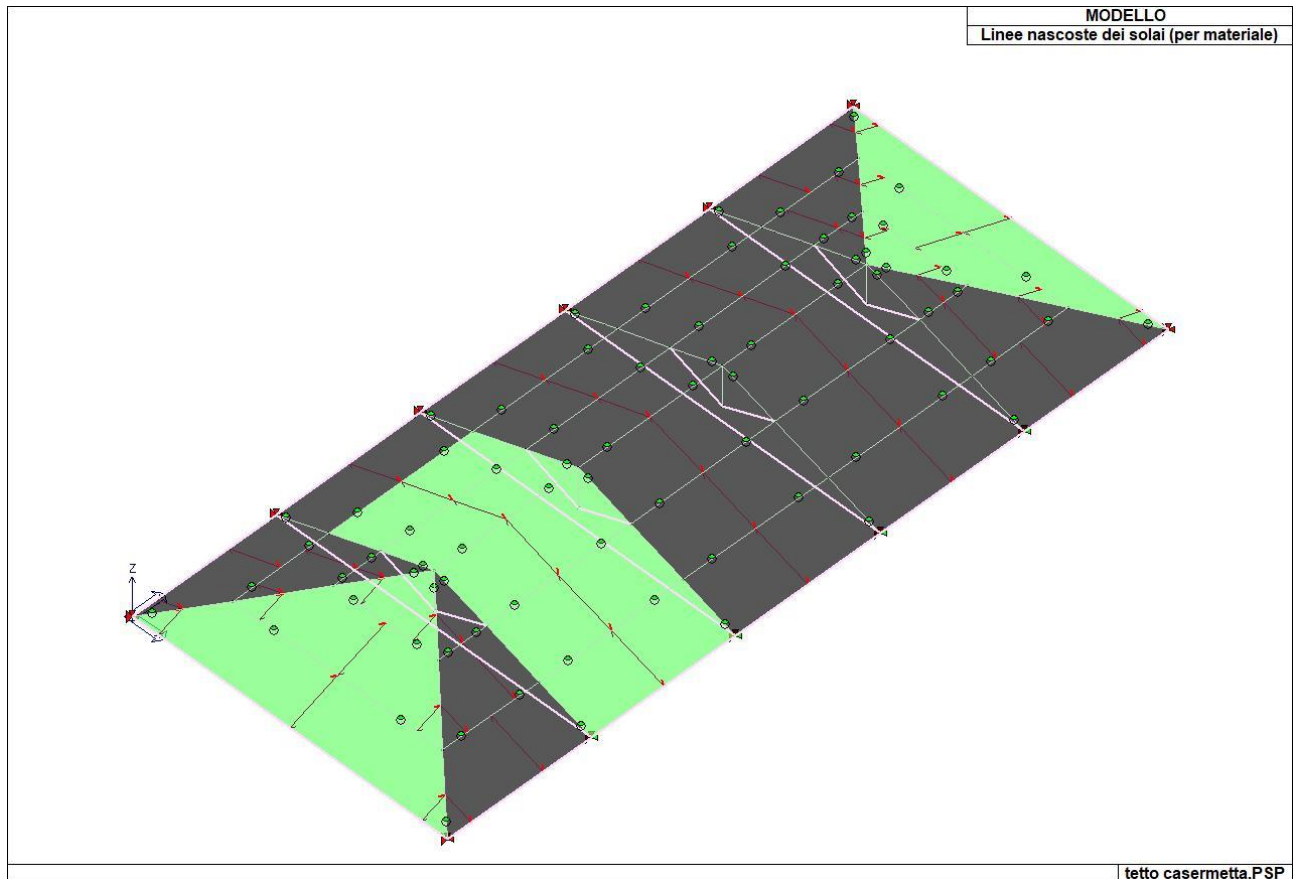 MODELLO
Linee nascoste dei solai (per materiale)
Z
tetto casermetta.PSP